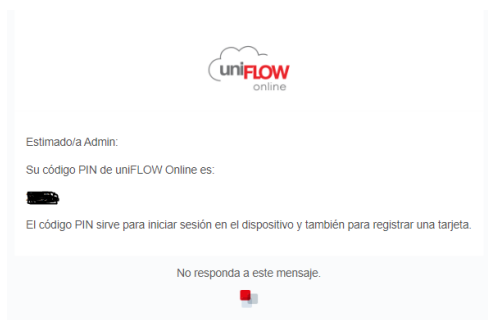 uniFLOW
online
Estimado/a Admin:
Su código PIN de uniFLOW Online es:
El código PIN sirve para iniciar sesión en el dispositivo y también para registrar una tarjeta.
No responda a este mensaje.